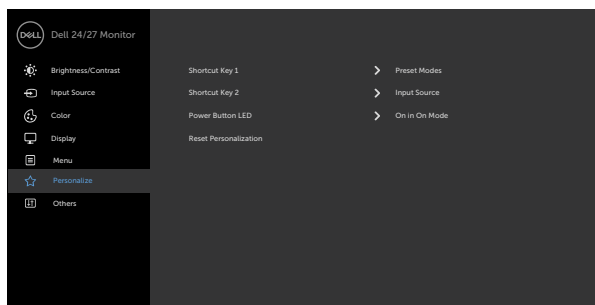 DELL Dell 24/27 Monitor
Brightness/Contrast Shortcut Key 1 Preset Modes
Input Source Shortcut Key 2 Input Source
Color Power Button LED On in On Mode
Display Reset Personalization
Menu
Personalize
Others